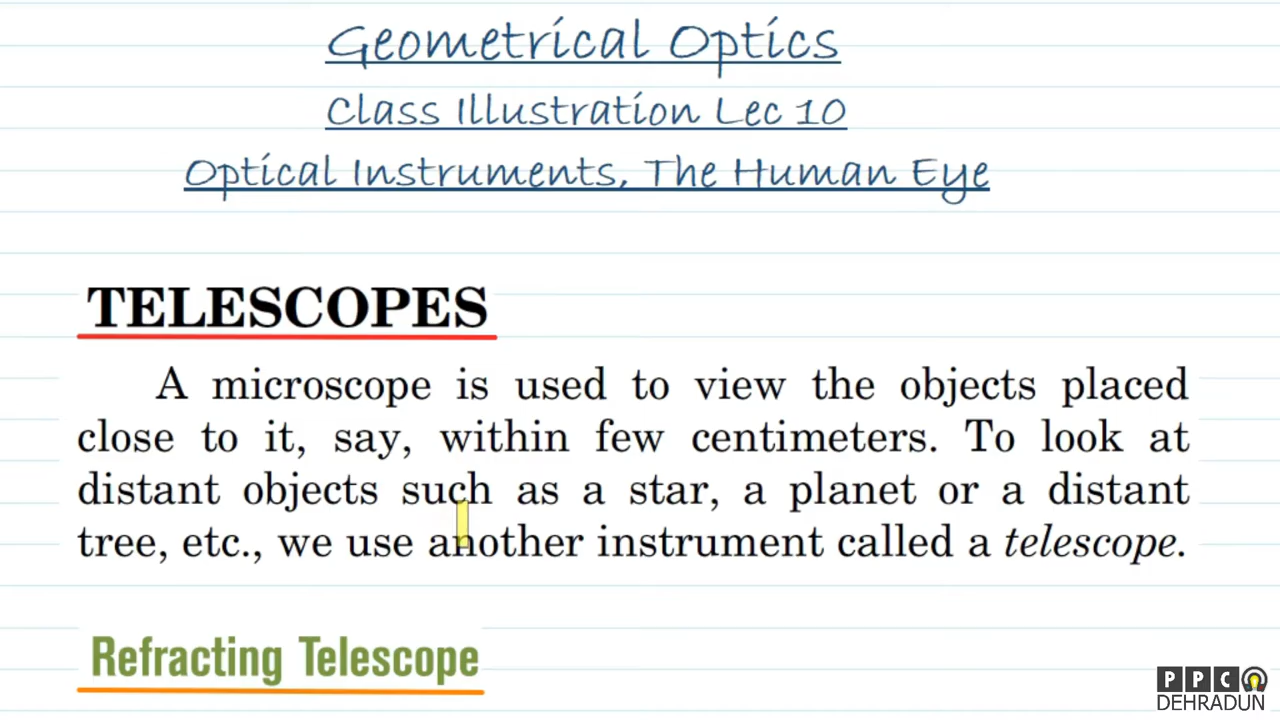 Geometrical Optics
Class Illustration Lec 10
Optical Instruments, The Human Eye
TELESCOPES
A microscope is used to view the objects placed
close to it, say, within few centimeters. To look at
distant objects such as a star, a planet or a distant
tree, etc., we use another instrument called a telescope.
Refracting Telescope
PPC
DEHRADUN